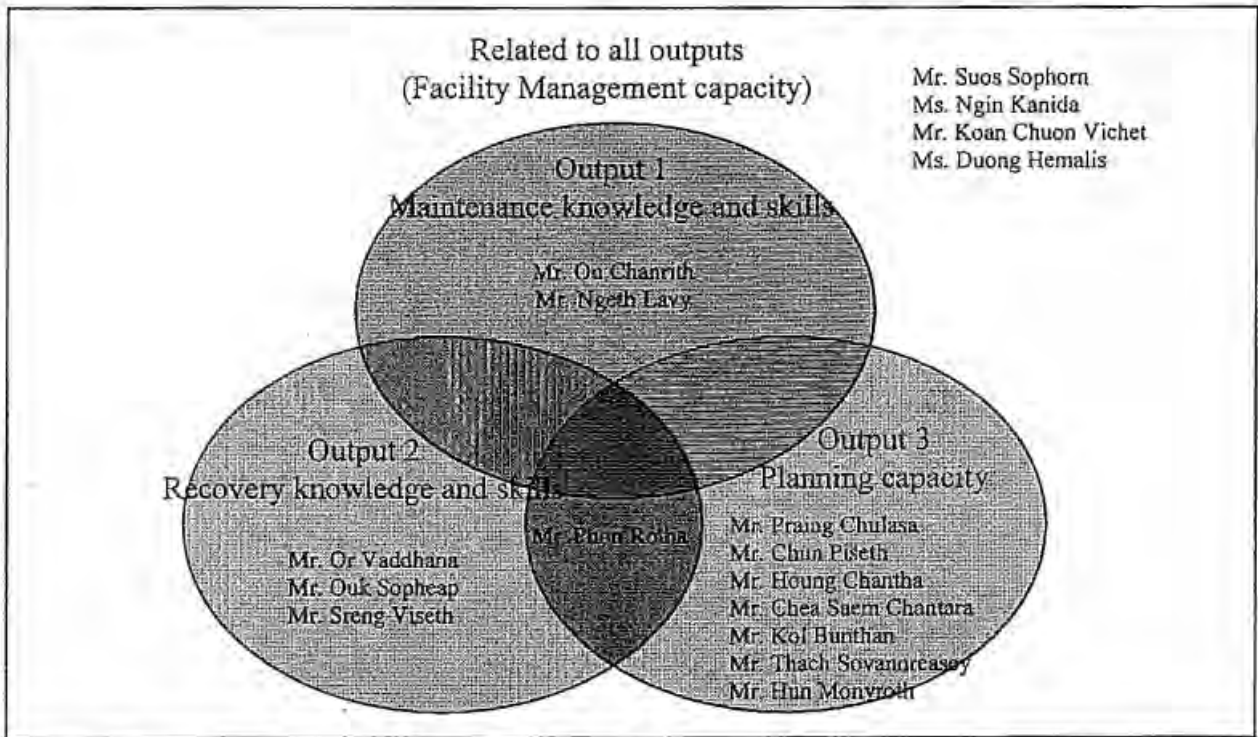 Related to all outputs
(Facility Management capacity)
Mr. Suos Sophorn
Ms. Ngin Kanida
Mr. Koan Chuon Vichet
Ms. Duong Hemalis
Output 1
Maintenance knowledge and skills
Mr. Ou Chanrith
Mr. Ngeth Lavy
Output 2
Recovery knowledge and skills
Mr. Or Vaddhana
Mr. Ouk Sopheap
Mr. Sreng Viseth
Mr. Phon Rotha
Output 3
Planning capacity
Mr. Praing Chulasa
Mr. Chun Piseth
Mr. Houng Chantha
Mr. Chea Saem Chantara
Mr. Kol Bunthan
Mr. Thach Sovannreasey
Mr. Hun Monyroth